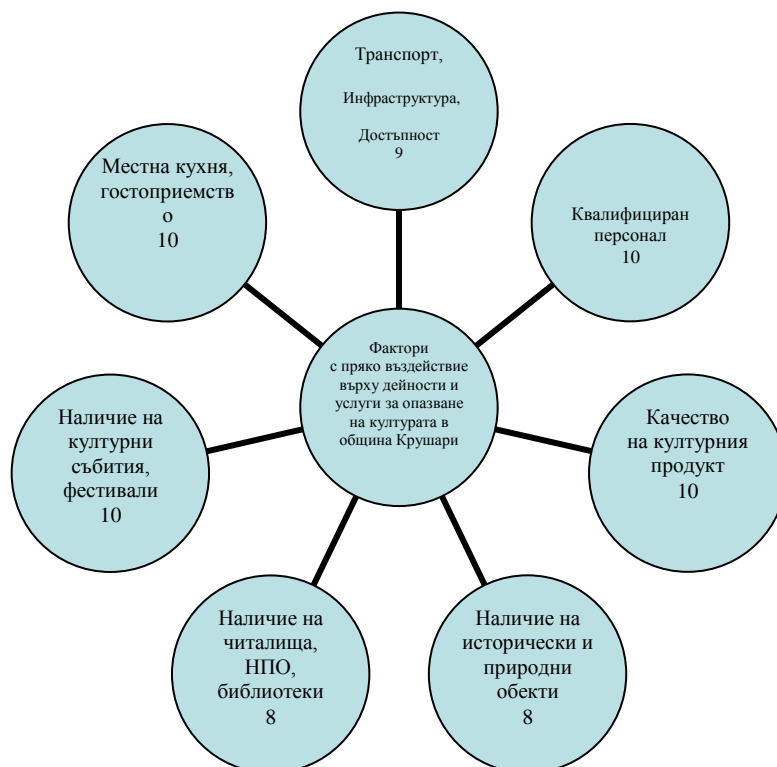 Транспорт,
Инфраструктура,
Достъпност
9
Квалифициран
персонал
10
Качество
на културния
продукт
10
Наличие на
исторически и
природни
обекти
8
Наличие на
читалища,
НПО,
библиотеки
8
Наличие на
културни
събития,
фестивали
10
Местна кухня,
гостоприемств
о
10
Фактори
с пряко въздействие
върху дейности и
услуги за опазване
на културата в
община Крушари